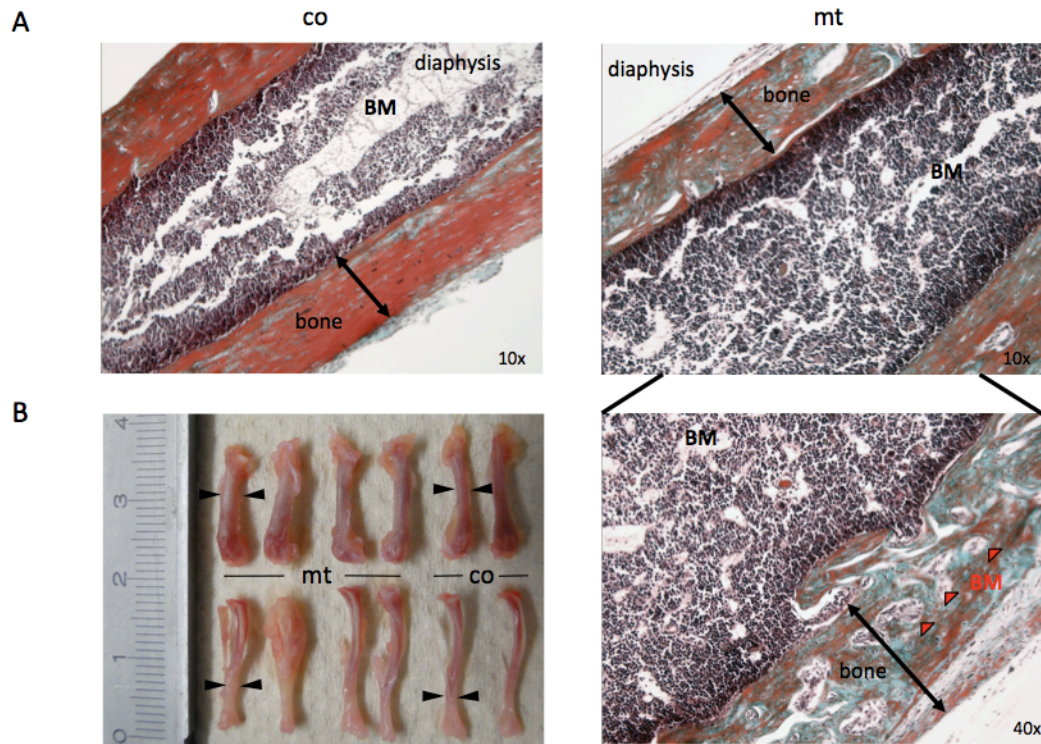 A
co
mt
diaphysis
BM
bone
10x
diaphysis
bone
BM
10x
B
4
3
2
1
0
mt
co
BM
BM
bone
40x